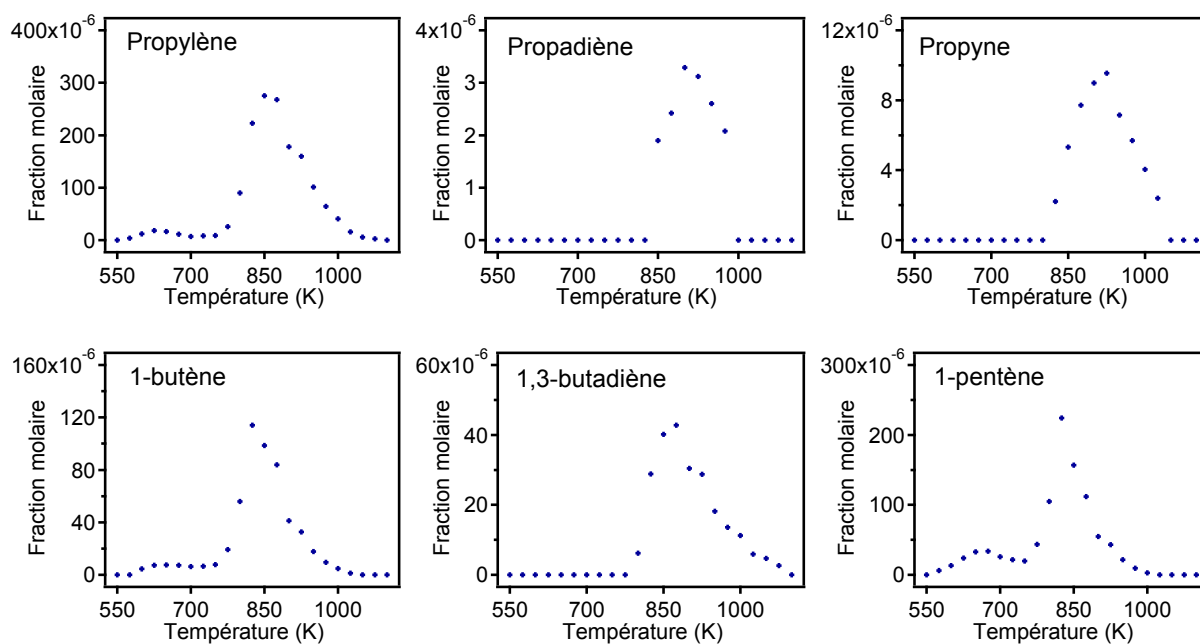 400x10-6
300
200
100
0
Fraction molaire
Propylène
550 700 850 1000
Température (K)
4x10-6
3
2
1
0
Fraction molaire
Propadiène
550 700 850 1000
Température (K)
12x10-6
8
4
0
Fraction molaire
Propyne
550 700 850 1000
Température (K)
160x10-6
120
80
40
0
Fraction molaire
1-butène
550 700 850 1000
Température (K)
60x10-6
40
20
0
Fraction molaire
1,3-butadiène
550 700 850 1000
Température (K)
300x10-6
200
100
0
Fraction molaire
1-pentène
550 700 850 1000
Température (K)